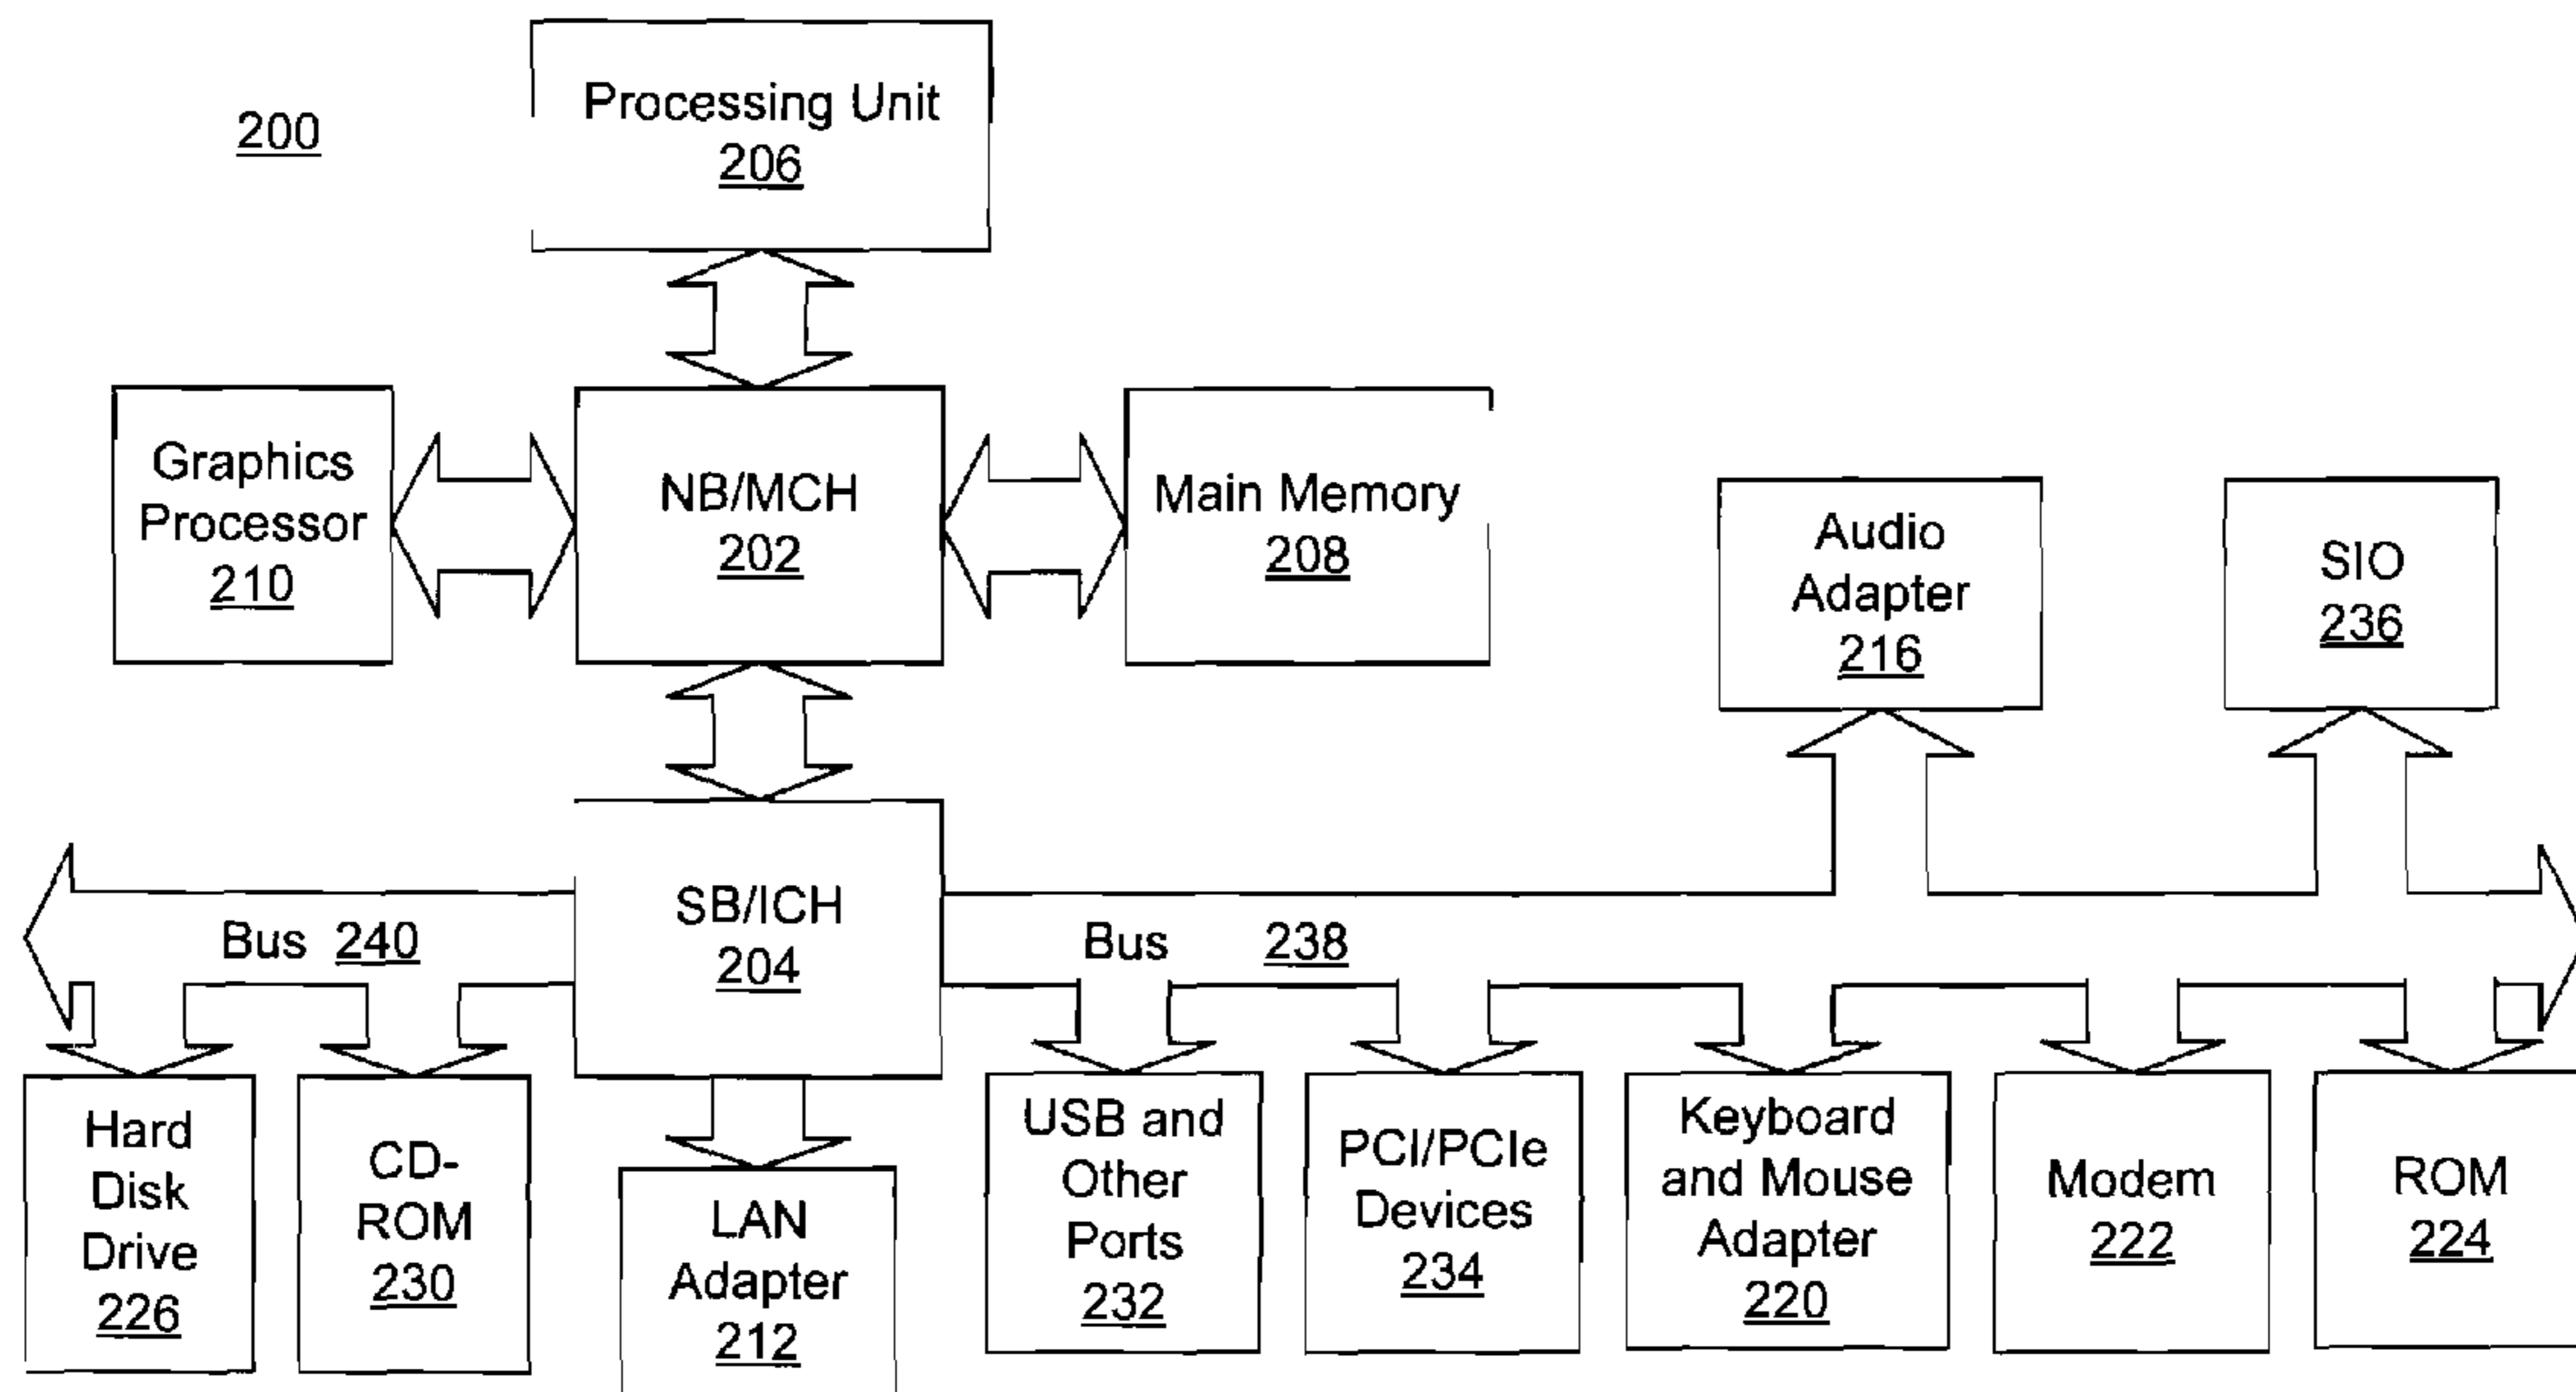 200
Processing Unit
206
Graphics
Processor
210
NB/MCH
202
Main Memory
208
Audio
Adapter
216
SIO
236
Bus 240
SB/ICH
204
Bus 238
Hard
Disk
Drive
226
CD-
ROM
230
LAN
Adapter
212
USB and
Other
Ports
232
PCI/PCIe
Devices
234
Keyboard
and Mouse
Adapter
220
Modem
222
ROM
224